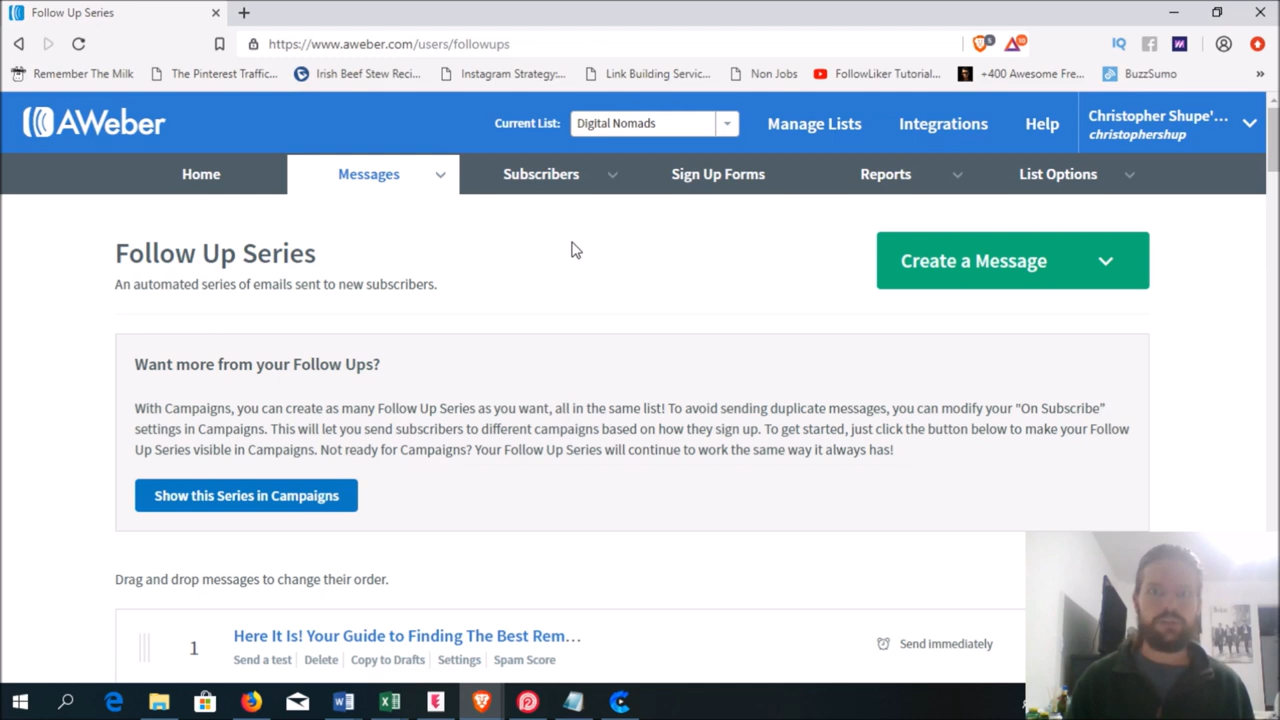 Follow Up Series
https://www.aweber.com/users/followups
Remember The Milk
The Pinterest Traffic...
Irish Beef Stew Reci...
Instagram Strategy:...
Link Building Servic...
Non Jobs
FollowLiker Tutorial...
+400 Awesome Fre...
BuzzSumo
AWeber
Current List:
Digital Nomads
Manage Lists
Integrations
Help
Christopher Shupe'...
christophershup
Home
Messages
Subscribers
Sign Up Forms
Reports
List Options
Follow Up Series
An automated series of emails sent to new subscribers.
Create a Message
Want more from your Follow Ups?
With Campaigns, you can create as many Follow Up Series as you want, all in the same list! To avoid sending duplicate messages, you can modify your "On Subscribe"
settings in Campaigns. This will let you send subscribers to different campaigns based on how they sign up. To get started, just click the button below to make your Follow
Up Series visible in Campaigns. Not ready for Campaigns? Your Follow Up Series will continue to work the same way it always has!
Show this Series in Campaigns
Drag and drop messages to change their order.
1
Here It Is! Your Guide to Finding The Best Rem...
Send immediately
Send a test
Delete
Copy to Drafts
Settings
Spam Score